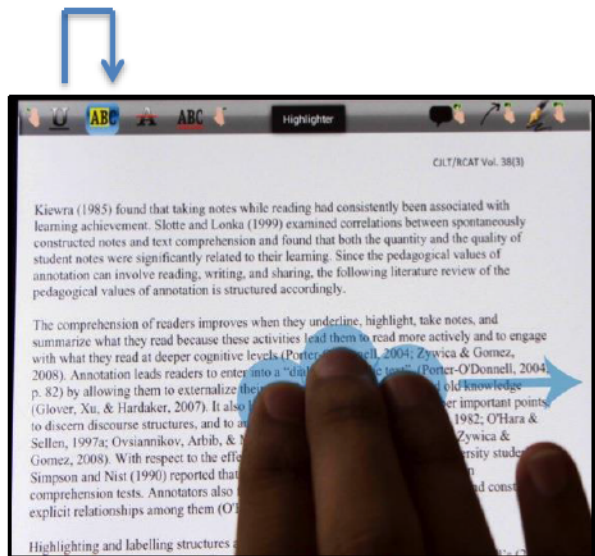 U ABC A ABC Highlighter
CJLT/RCAT Vol. 38(3)
Kiewra (1985) found that taking notes while reading had consistently been associated with
learning achievement. Slotte and Lonka (1999) examined correlations between spontaneously
constructed notes and text comprehension and found that both the quantity and the quality of
student notes were significantly related to their learning. Since the pedagogical values of
annotation can involve reading, writing, and sharing, the following literature review of the
pedagogical values of annotation is structured accordingly.
The comprehension of readers improves when they underline, highlight, take notes, and
summarize what they read because these activities lead them to read more actively and to engage
with what they read at deeper cognitive levels 2004; Zywica & Gomez,
2008). Annotation leads readers to enter into a text” (Porter-O'Donnell, 2004,
p. 82) by allowing them to externalize their old knowledge
(Glover, Xu, & Hardaker, 2007). It also important points,
to discern discourse structures, and to 1982; O'Hara &
Sellen, 1997a; Ovsiannikov, Arbib, & Zywica &
Gomez, 2008). With respect to the
Simpson and Nist (1990) reported that
comprehension tests. Annotators also
explicit relationships among them
Highlighting and labelling structures